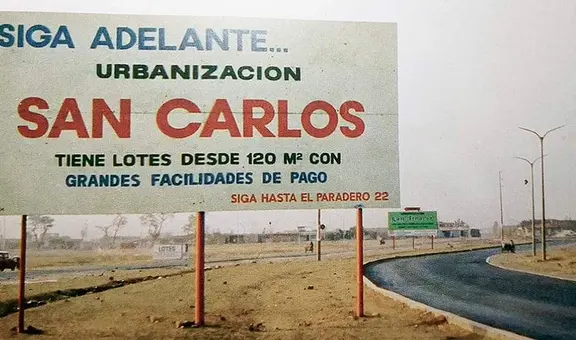 SIGA ADELANTE...
URBANIZACION
SAN CARLOS
TIENE LOTES DESDE 120 M² CON
GRANDES FACILIDADES DE PAGO
SIGA HASTA EL PARADERO 22
LOTES